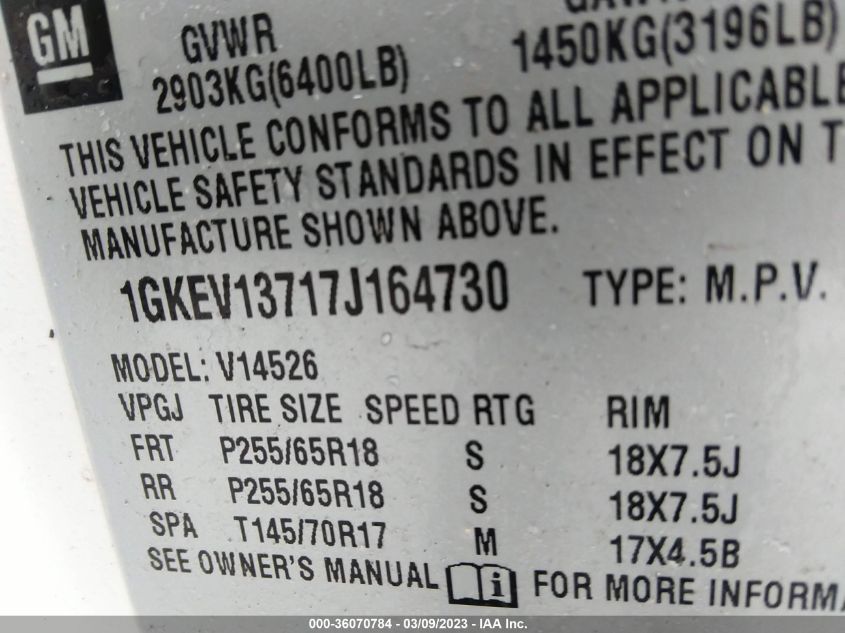 GM
GVWR
2903KG(6400LB)
1450KG(3196LB)
THIS VEHICLE CONFORMS TO ALL APPLICABLE
VEHICLE SAFETY STANDARDS IN EFFECT ON T
MANUFACTURE SHOWN ABOVE.
1GKEV13717J164730 TYPE: M.P.V.
MODEL: V14526
VPGJ TIRE SIZE SPEED RTG RIM
FRT P255/65R18 S 18X7.5J
RR P255/65R18 S 18X7.5J
SPA T145/70R17 M 17X4.5B
SEE OWNER'S MANUAL i FOR MORE INFORMA
000-36070784 - 03/09/2023 - IAA Inc.